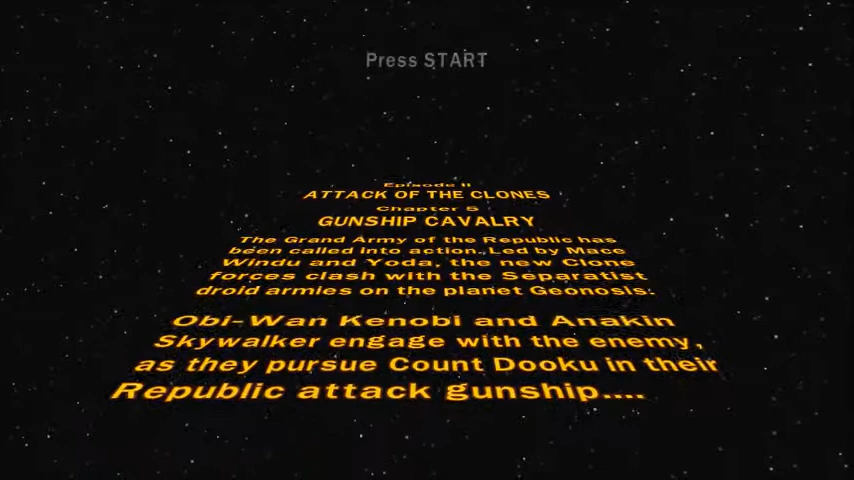 Press START
Episode II
ATTACK OF THE CLONES
Chapter 5
GUNSHIP CAVALRY
The Grand Army of the Republic has
been called into action. Led by Mace
Windu and Yoda, the new Clone
forces clash with the Separatist
droid armies on the planet Geonosis.
Obi-Wan Kenobi and Anakin
Skywalker engage with the enemy,
as they pursue Count Dooku in their
Republic attack gunship....